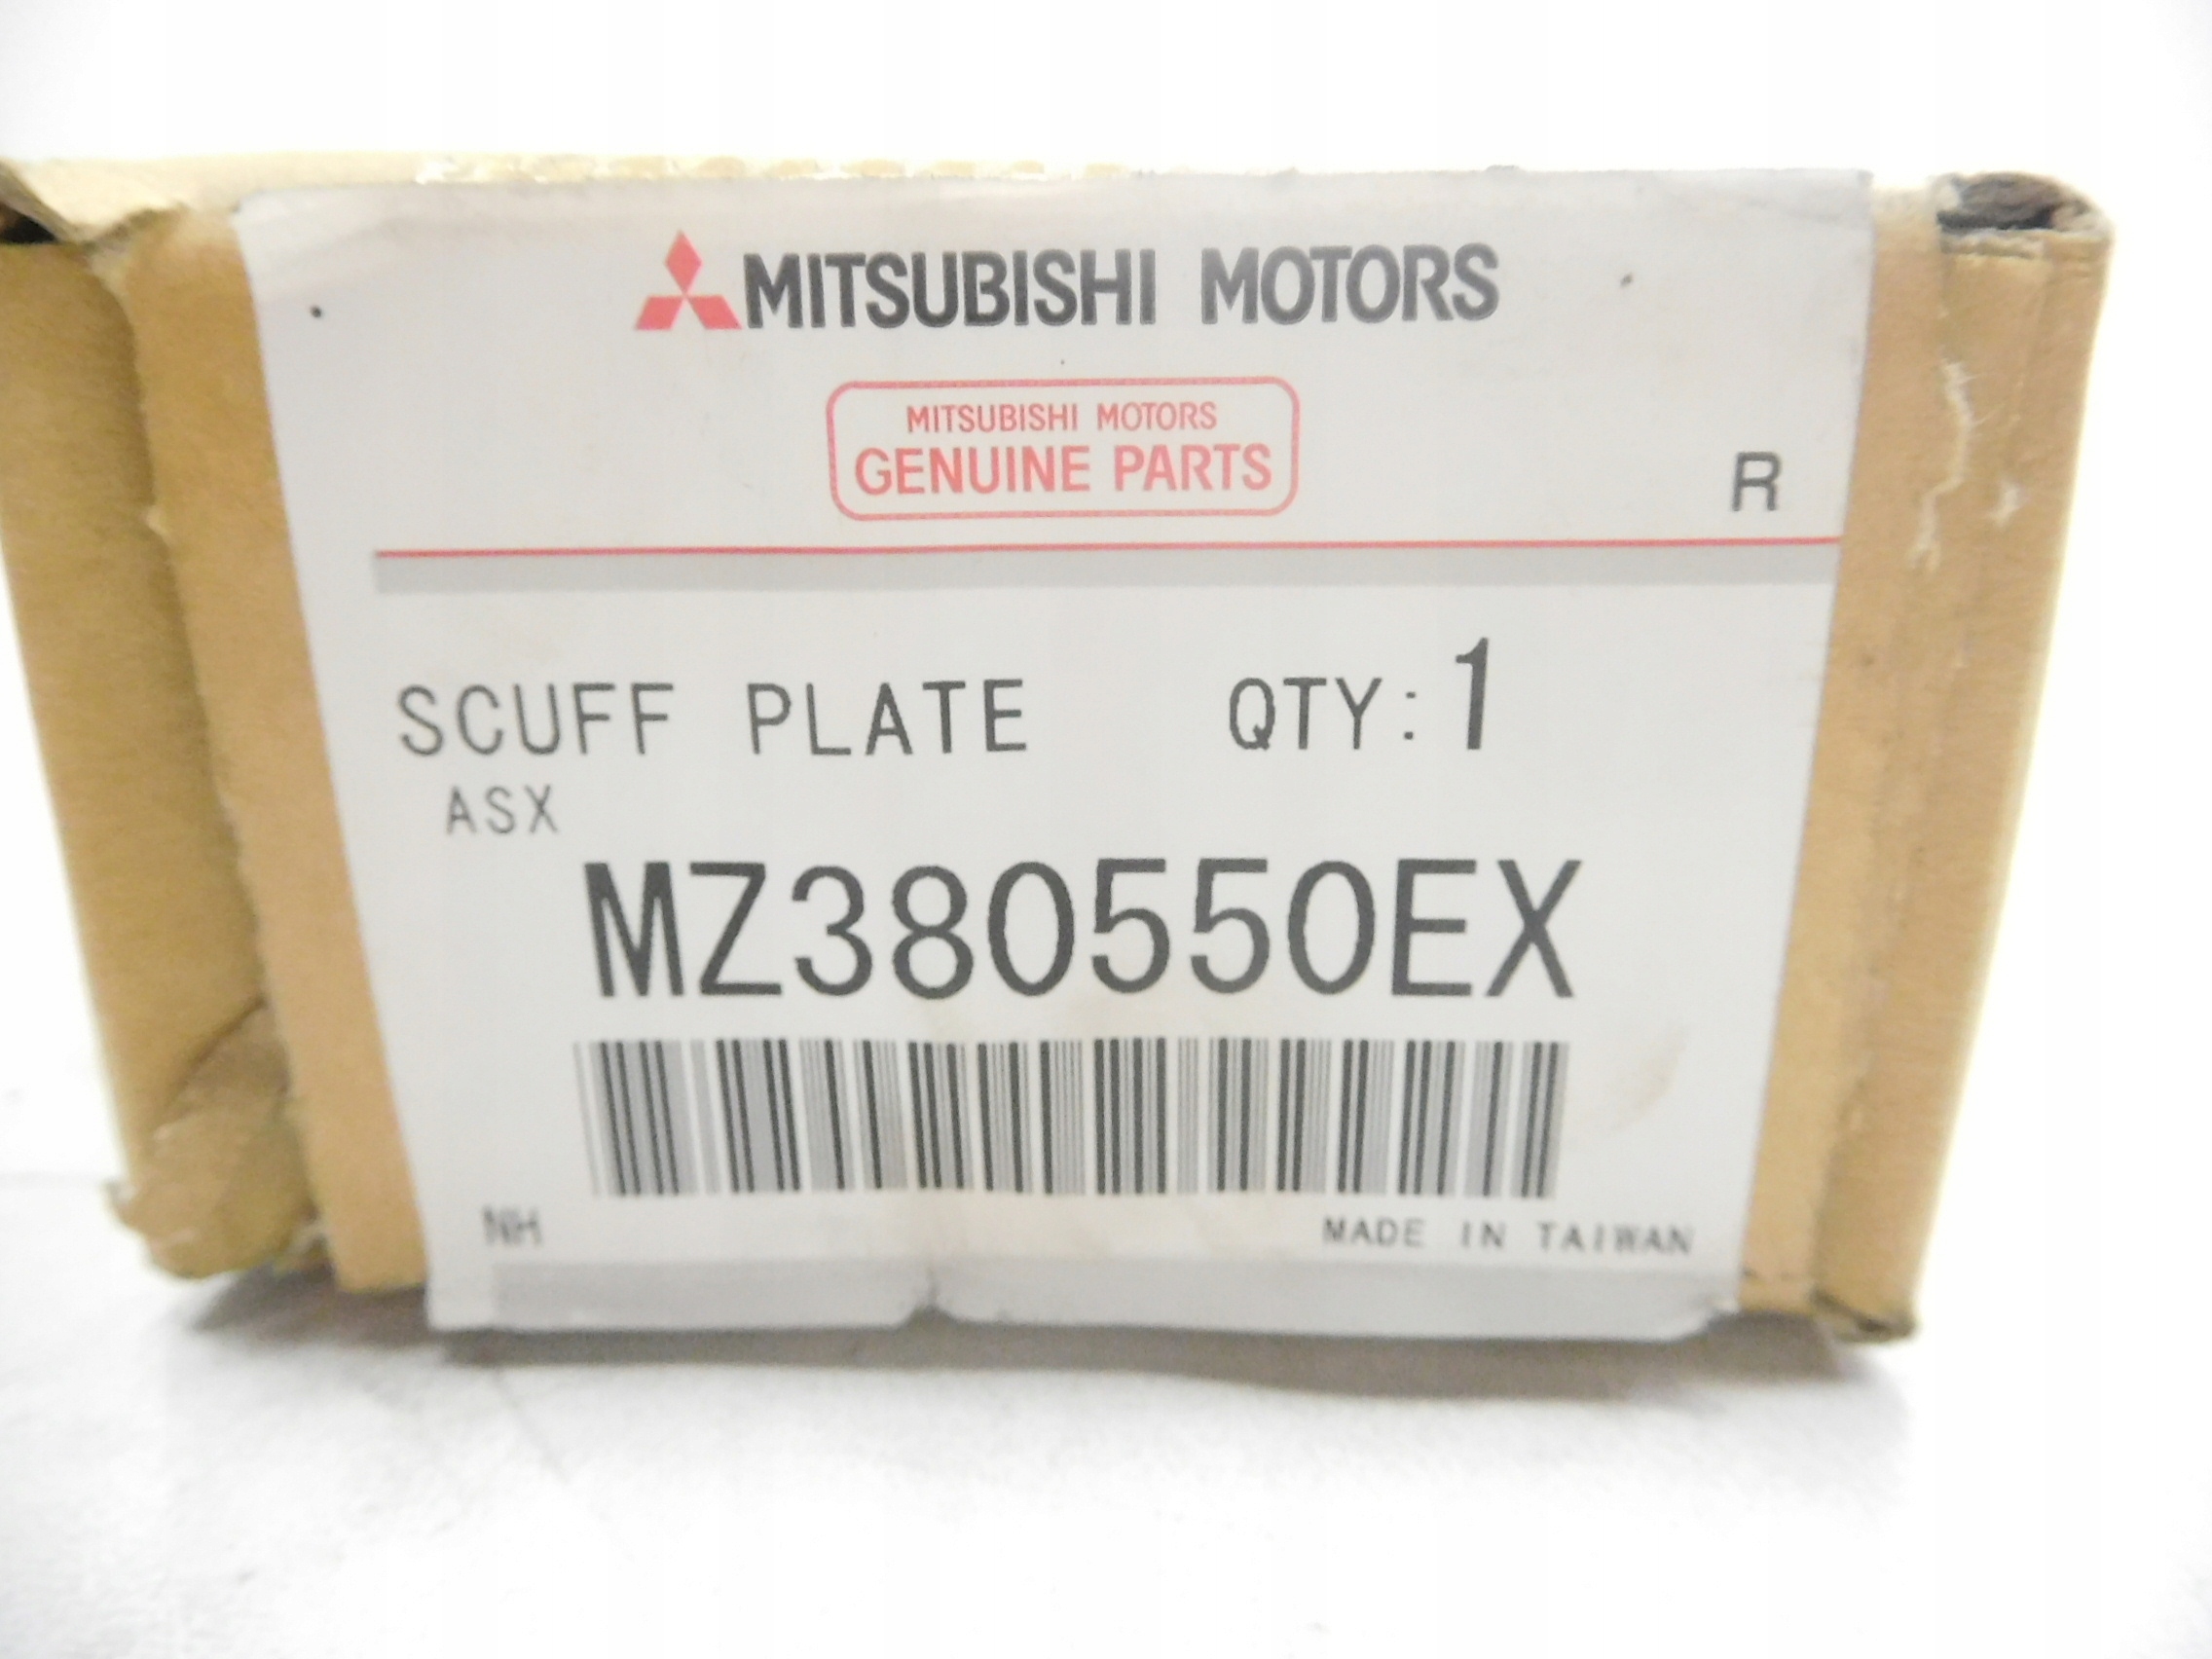 MITSUBISHI MOTORS
MITSUBISHI MOTORS
GENUINE PARTS
R
SCUFF PLATE QTY:1
ASX
MZ380550EX
NH MADE IN TAIWAN